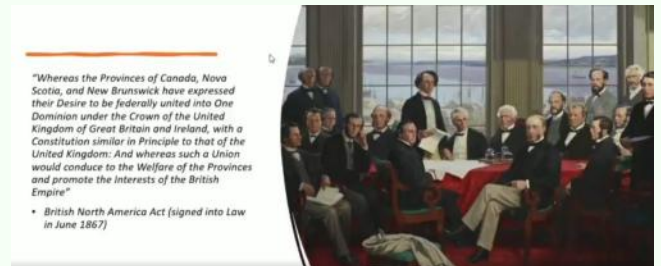 "Whereas the Provinces of Canada, Nova
Scotia, and New Brunswick have expressed
their Desire to be federally united into One
Dominion under the Crown of the United
Kingdom of Great Britain and Ireland, with a
Constitution similar in Principle to that of the
United Kingdom: And whereas such a Union
would conduce to the Welfare of the Provinces
and promote the Interests of the British
Empire"
• British North America Act (signed into Law
in June 1867)